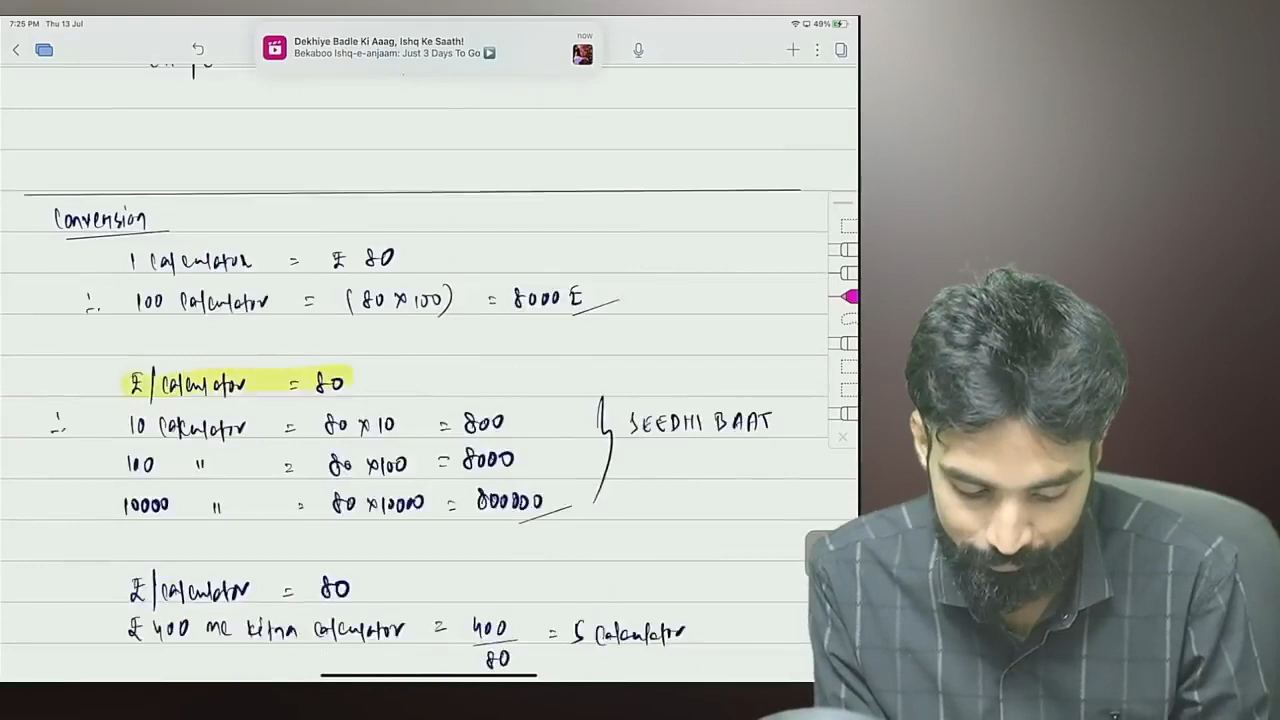 7:25 PM Thu 13 Jul
49%
Dekhiye Badle Ki Aaag, Ishq Ke Saath!
now
Bekaboo Ishq-e-anjaam: Just 3 Days To Go ▶
Conversion
1 Calculator = ₹ 80
∴ 100 Calculator = (80 × 100) = 8000 ₹
₹/Calculator = 80
∴ 10 Calculator = 80 × 10 = 800
100 " = 80 × 100 = 8000
10000 " = 80 × 10000 = 800000
SEEDHI BAAT
₹/Calculator = 80
₹ 400 me kitna calculator = 400/80 = 5 Calculator